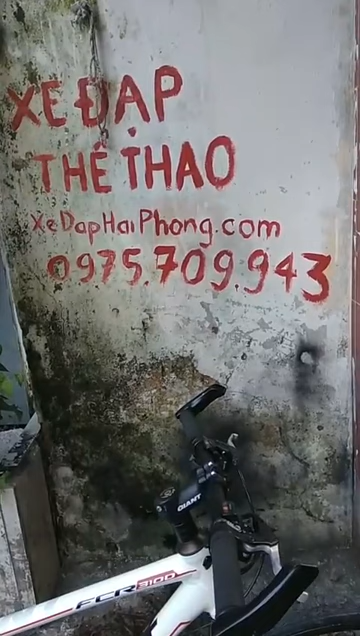 XE ĐẠP
THỂ THAO
XeDapHaiPhong.com
0975.709.943
GIANT
FCR 3100